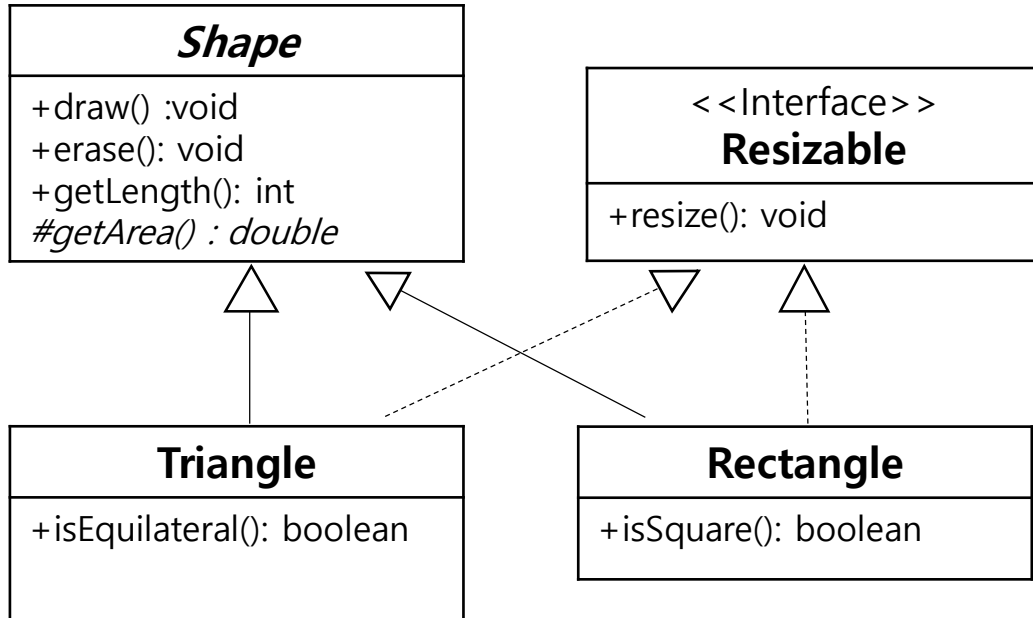 Shape
+draw() :void
+erase(): void
+getLength(): int
#getArea() : double
<<Interface>>
Resizable
+resize(): void
Triangle
+isEquilateral(): boolean
Rectangle
+isSquare(): boolean